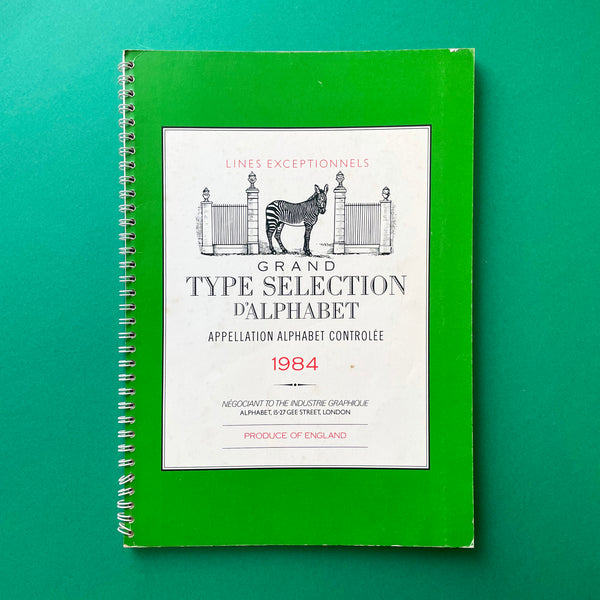 LINES EXCEPTIONNELS
GRAND
TYPE SELECTION
D'ALPHABET
APPELLATION ALPHABET CONTROLÉE
1984
NÉGOCIANT TO THE INDUSTRIE GRAPHIQUE
ALPHABET, 15-27 GEE STREET, LONDON
PRODUCE OF ENGLAND